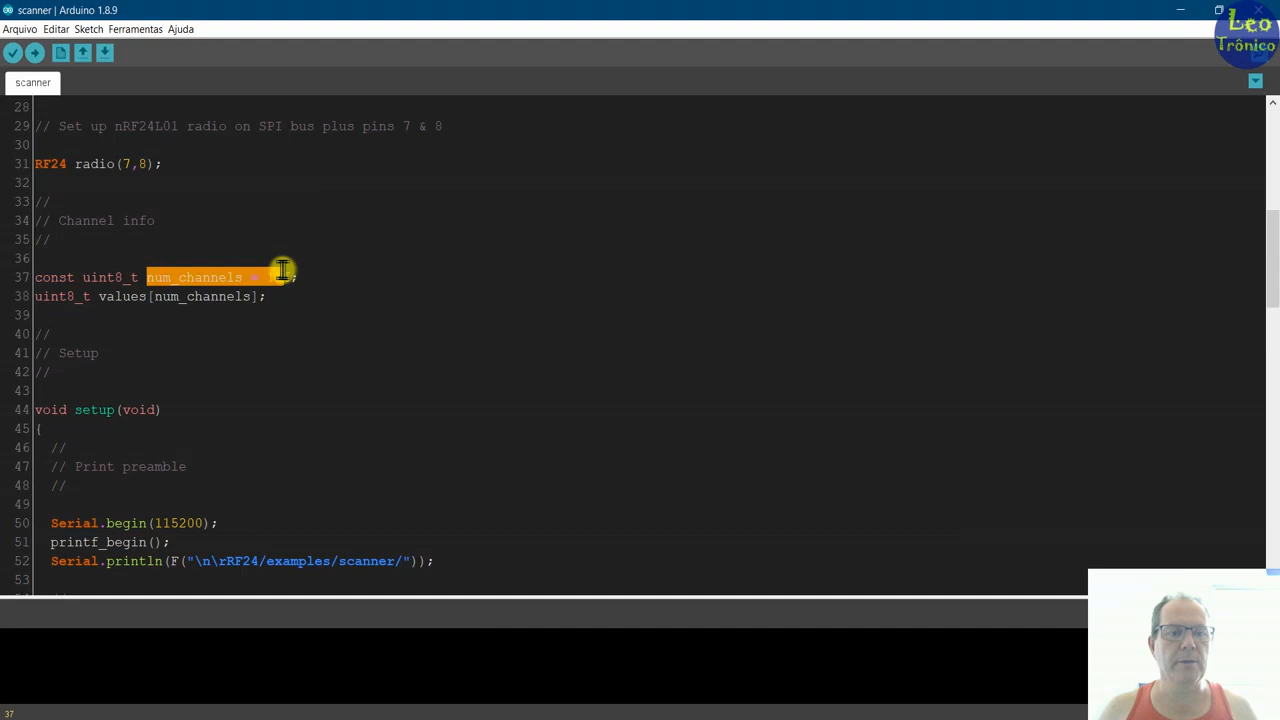 scanner | Arduino 1.8.9
Arquivo Editar Sketch Ferramentas Ajuda
Leo
Trônico
scanner
28
29 // Set up nRF24L01 radio on SPI bus plus pins 7 & 8
30
31 RF24 radio(7,8);
32
33 //
34 // Channel info
35 //
36
37 const uint8_t num_channels = ;
38 uint8_t values[num_channels];
39
40 //
41 // Setup
42 //
43
44 void setup(void)
45 {
46 //
47 // Print preamble
48 //
49
50 Serial.begin(115200);
51 printf_begin();
52 Serial.println(F("\n\rRF24/examples/scanner/"));
53
37